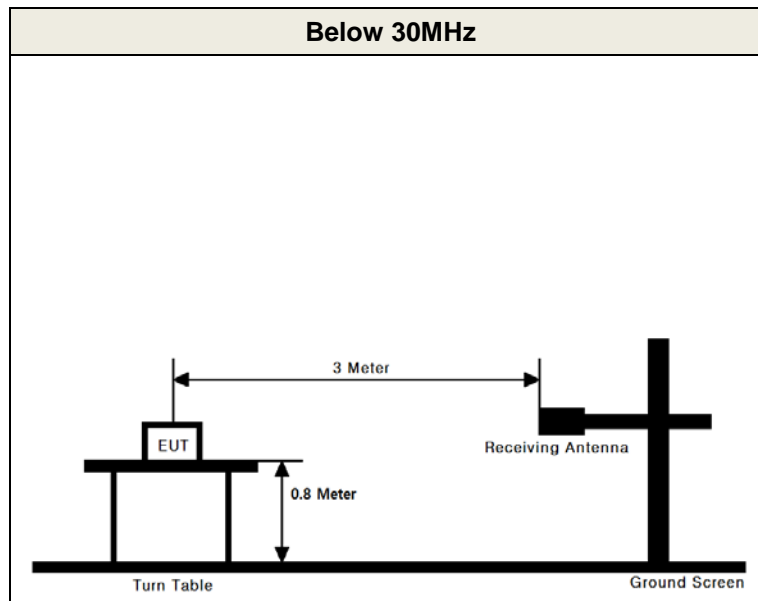 Below 30MHz
3 Meter
EUT
Receiving Antenna
0.8 Meter
Turn Table
Ground Screen